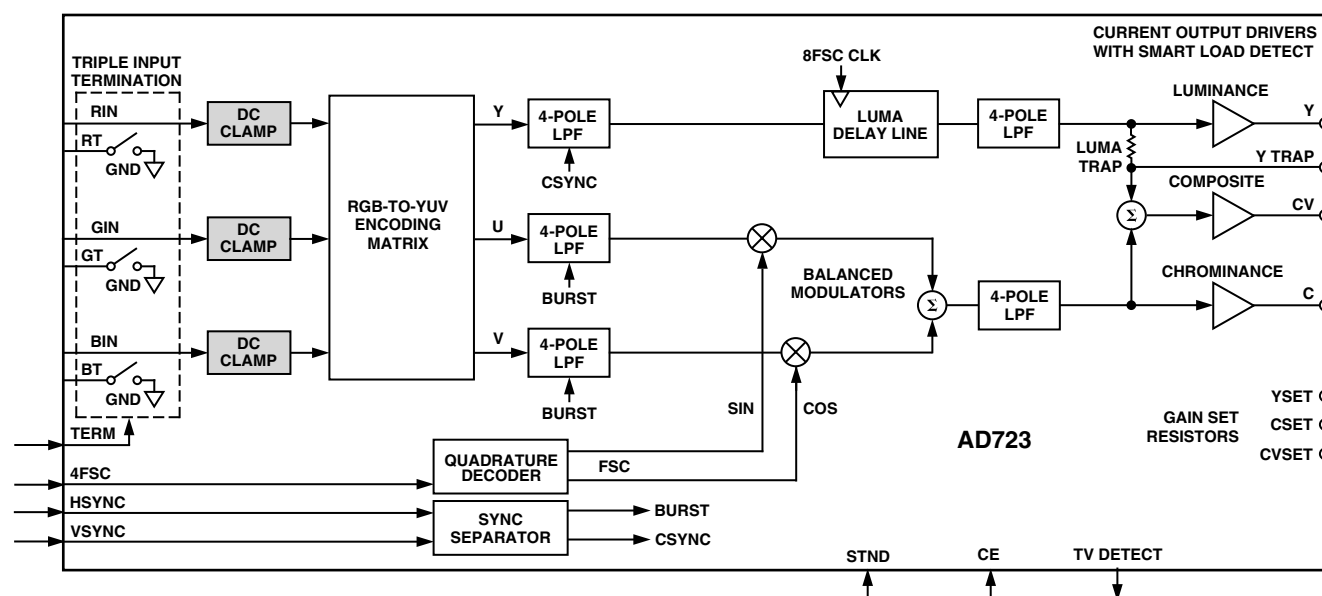 CURRENT OUTPUT DRIVERS
WITH SMART LOAD DETECT
TRIPLE INPUT
TERMINATION
8FSC CLK
RIN
DC
CLAMP
Y
4-POLE
LPF
LUMA
DELAY LINE
4-POLE
LPF
LUMINANCE
Y
RT
GND
CSYNC
LUMA
TRAP
Y TRAP
RGB-TO-YUV
ENCODING
MATRIX
GIN
DC
CLAMP
U
4-POLE
LPF
COMPOSITE
Σ
CV
GT
GND
BURST
BALANCED
MODULATORS
Σ
4-POLE
LPF
CHROMINANCE
C
BIN
DC
CLAMP
V
4-POLE
LPF
BT
GND
BURST
SIN
COS
YSET
GAIN SET
RESISTORS
CSET
CVSET
AD723
TERM
4FSC
QUADRATURE
DECODER
FSC
HSYNC
VSYNC
SYNC
SEPARATOR
BURST
CSYNC
STND
CE
TV DETECT